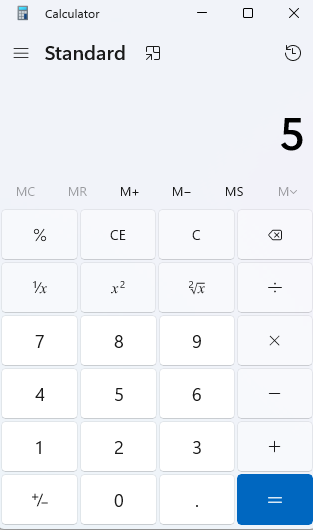 Calculator
Standard
5
MC MR M+ M− MS M
% CE C
¹/x x² ²√x ÷
7 8 9 ×
4 5 6 −
1 2 3 +
+/− 0 . =